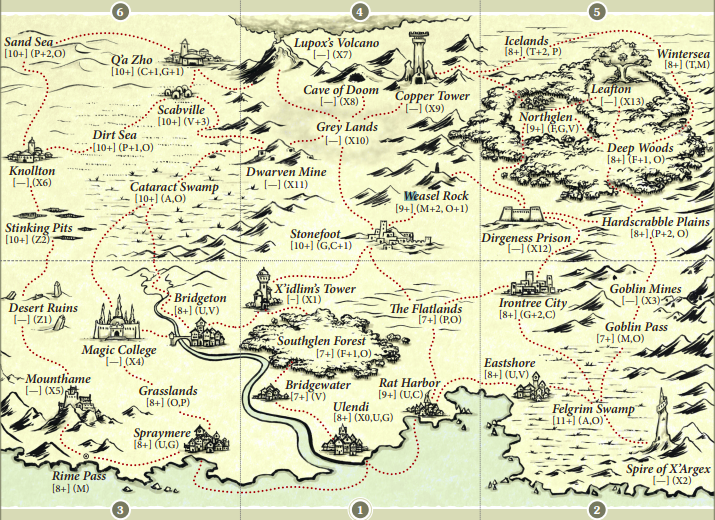 6
4
5
Sand Sea
[10+] (P+2,O)
Q'a Zho
[10+] (C+1,G+1)
Scabville
[10+] (V+3)
Dirt Sea
[10+] (P+1,O)
Knollton
[—] (X6)
Cataract Swamp
[10+] (A,O)
Stinking Pits
[10+] (Z2)
Lupox's Volcano
[—] (X7)
Cave of Doom
[—] (X8)
Copper Tower
[—] (X9)
Grey Lands
[—] (X10)
Dwarven Mine
[—] (X11)
Weasel Rock
[9+] (M+2, O+1)
Stonefoot
[10+] (G,C+1)
Icelands
[8+] (T+2, P)
Wintersea
[8+] (T,M)
Leafton
[—] (X13)
Northglen
[9+] (F,G,V)
Deep Woods
[8+] (F+1, O)
Hardscrabble Plains
[8+] (P+2, O)
Dirgeness Prison
[—] (X12)
Desert Ruins
[—] (Z1)
Bridgeton
[8+] (U,V)
Magic College
[—] (X4)
Mounthame
[—] (X5)
Grasslands
[8+] (O,P)
Spraymere
[8+] (U,G)
Rime Pass
[8+] (M)
X'idlim's Tower
[-] (X1)
The Flatlands
[7+] (P,O)
Southglen Forest
[7+] (F+1,O)
Bridgewater
[7+] (V)
Rat Harbor
[9+] (U,C)
Ulendi
[8+] (X0,U,G)
Irontree City
[8+] (G+2,C)
Goblin Mines
[—] (X3)
Goblin Pass
[7+] (M,O)
Eastshore
[8+] (U,V)
Felgrim Swamp
[11+] (A,O)
Spire of X'Argex
[—] (X2)
3
1
2